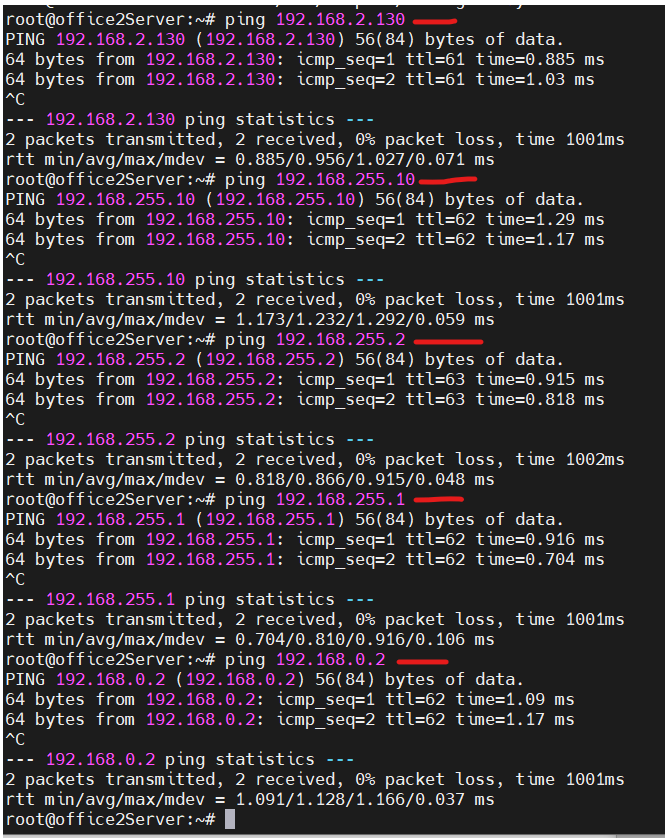 root@office2Server:~# ping 192.168.2.130
PING 192.168.2.130 (192.168.2.130) 56(84) bytes of data.
64 bytes from 192.168.2.130: icmp_seq=1 ttl=61 time=0.885 ms
64 bytes from 192.168.2.130: icmp_seq=2 ttl=61 time=1.03 ms
^C
--- 192.168.2.130 ping statistics ---
2 packets transmitted, 2 received, 0% packet loss, time 1001ms
rtt min/avg/max/mdev = 0.885/0.956/1.027/0.071 ms
root@office2Server:~# ping 192.168.255.10
PING 192.168.255.10 (192.168.255.10) 56(84) bytes of data.
64 bytes from 192.168.255.10: icmp_seq=1 ttl=62 time=1.29 ms
64 bytes from 192.168.255.10: icmp_seq=2 ttl=62 time=1.17 ms
^C
--- 192.168.255.10 ping statistics ---
2 packets transmitted, 2 received, 0% packet loss, time 1001ms
rtt min/avg/max/mdev = 1.173/1.232/1.292/0.059 ms
root@office2Server:~# ping 192.168.255.2
PING 192.168.255.2 (192.168.255.2) 56(84) bytes of data.
64 bytes from 192.168.255.2: icmp_seq=1 ttl=63 time=0.915 ms
64 bytes from 192.168.255.2: icmp_seq=2 ttl=63 time=0.818 ms
^C
--- 192.168.255.2 ping statistics ---
2 packets transmitted, 2 received, 0% packet loss, time 1002ms
rtt min/avg/max/mdev = 0.818/0.866/0.915/0.048 ms
root@office2Server:~# ping 192.168.255.1
PING 192.168.255.1 (192.168.255.1) 56(84) bytes of data.
64 bytes from 192.168.255.1: icmp_seq=1 ttl=62 time=0.916 ms
64 bytes from 192.168.255.1: icmp_seq=2 ttl=62 time=0.704 ms
^C
--- 192.168.255.1 ping statistics ---
2 packets transmitted, 2 received, 0% packet loss, time 1001ms
rtt min/avg/max/mdev = 0.704/0.810/0.916/0.106 ms
root@office2Server:~# ping 192.168.0.2
PING 192.168.0.2 (192.168.0.2) 56(84) bytes of data.
64 bytes from 192.168.0.2: icmp_seq=1 ttl=62 time=1.09 ms
64 bytes from 192.168.0.2: icmp_seq=2 ttl=62 time=1.17 ms
^C
--- 192.168.0.2 ping statistics ---
2 packets transmitted, 2 received, 0% packet loss, time 1001ms
rtt min/avg/max/mdev = 1.091/1.128/1.166/0.037 ms
root@office2Server:~#